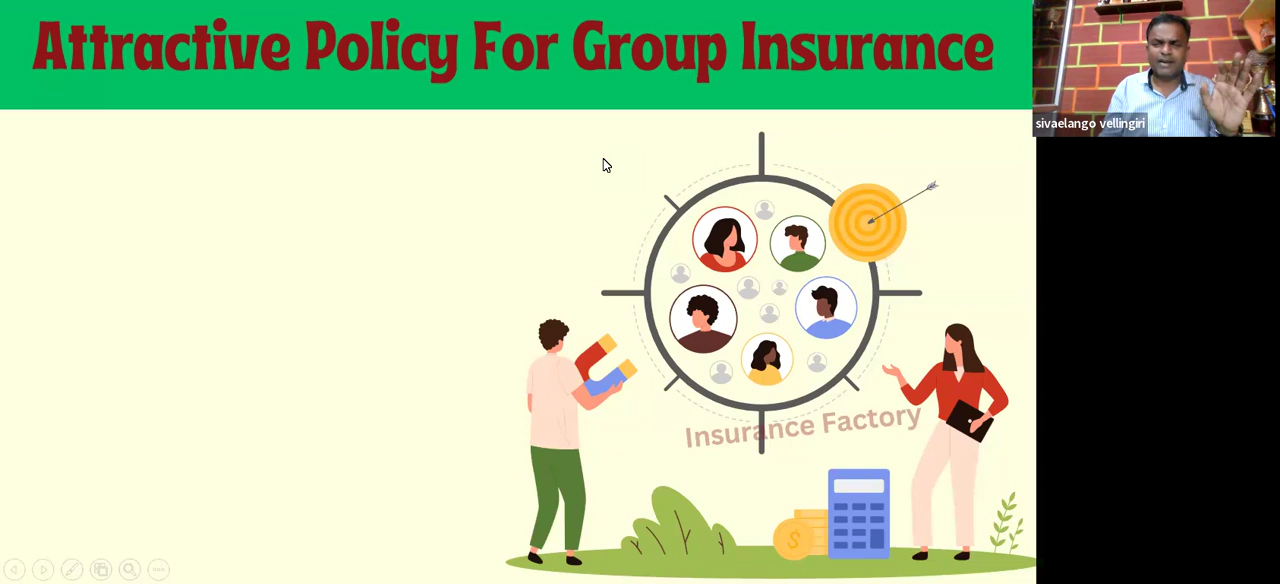 Attractive Policy For Group Insurance
sivaelango vellingiri
Insurance Factory
$